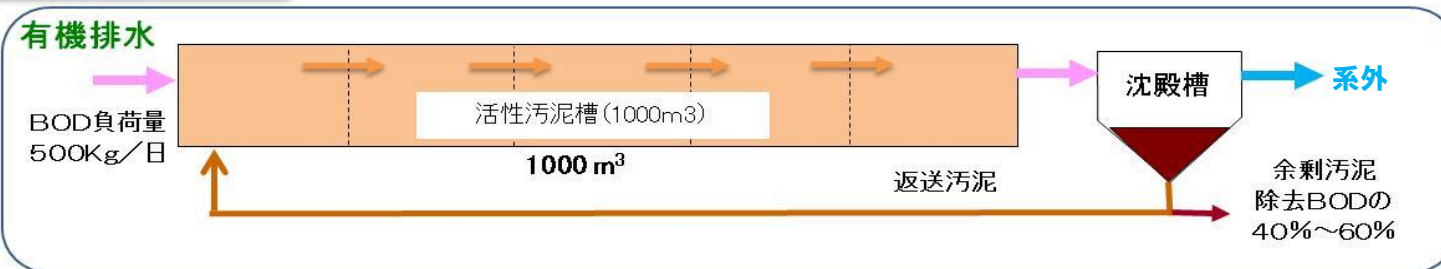 有機排水
BOD負荷量
500Kg/日
活性汚泥槽(1000m3)
1000 m³
返送汚泥
沈殿槽
系外
余剰汚泥
除去BODの
40%~60%